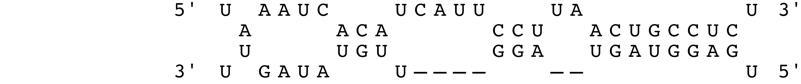 5' U AAUC UCAUU UA U 3'
A ACA CCU ACUGCCUC
U UGU GGA UGAUGGAG
3' U GAUA U---- -- U 5'